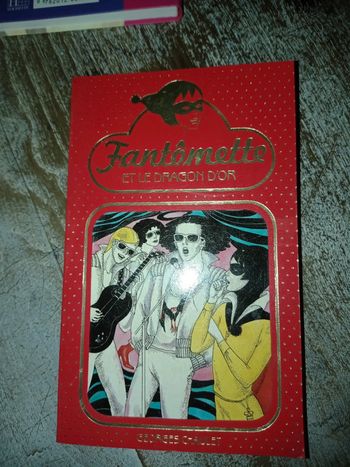 Fantômette
ET LE DRAGON D'OR
GEORGES CHAULET